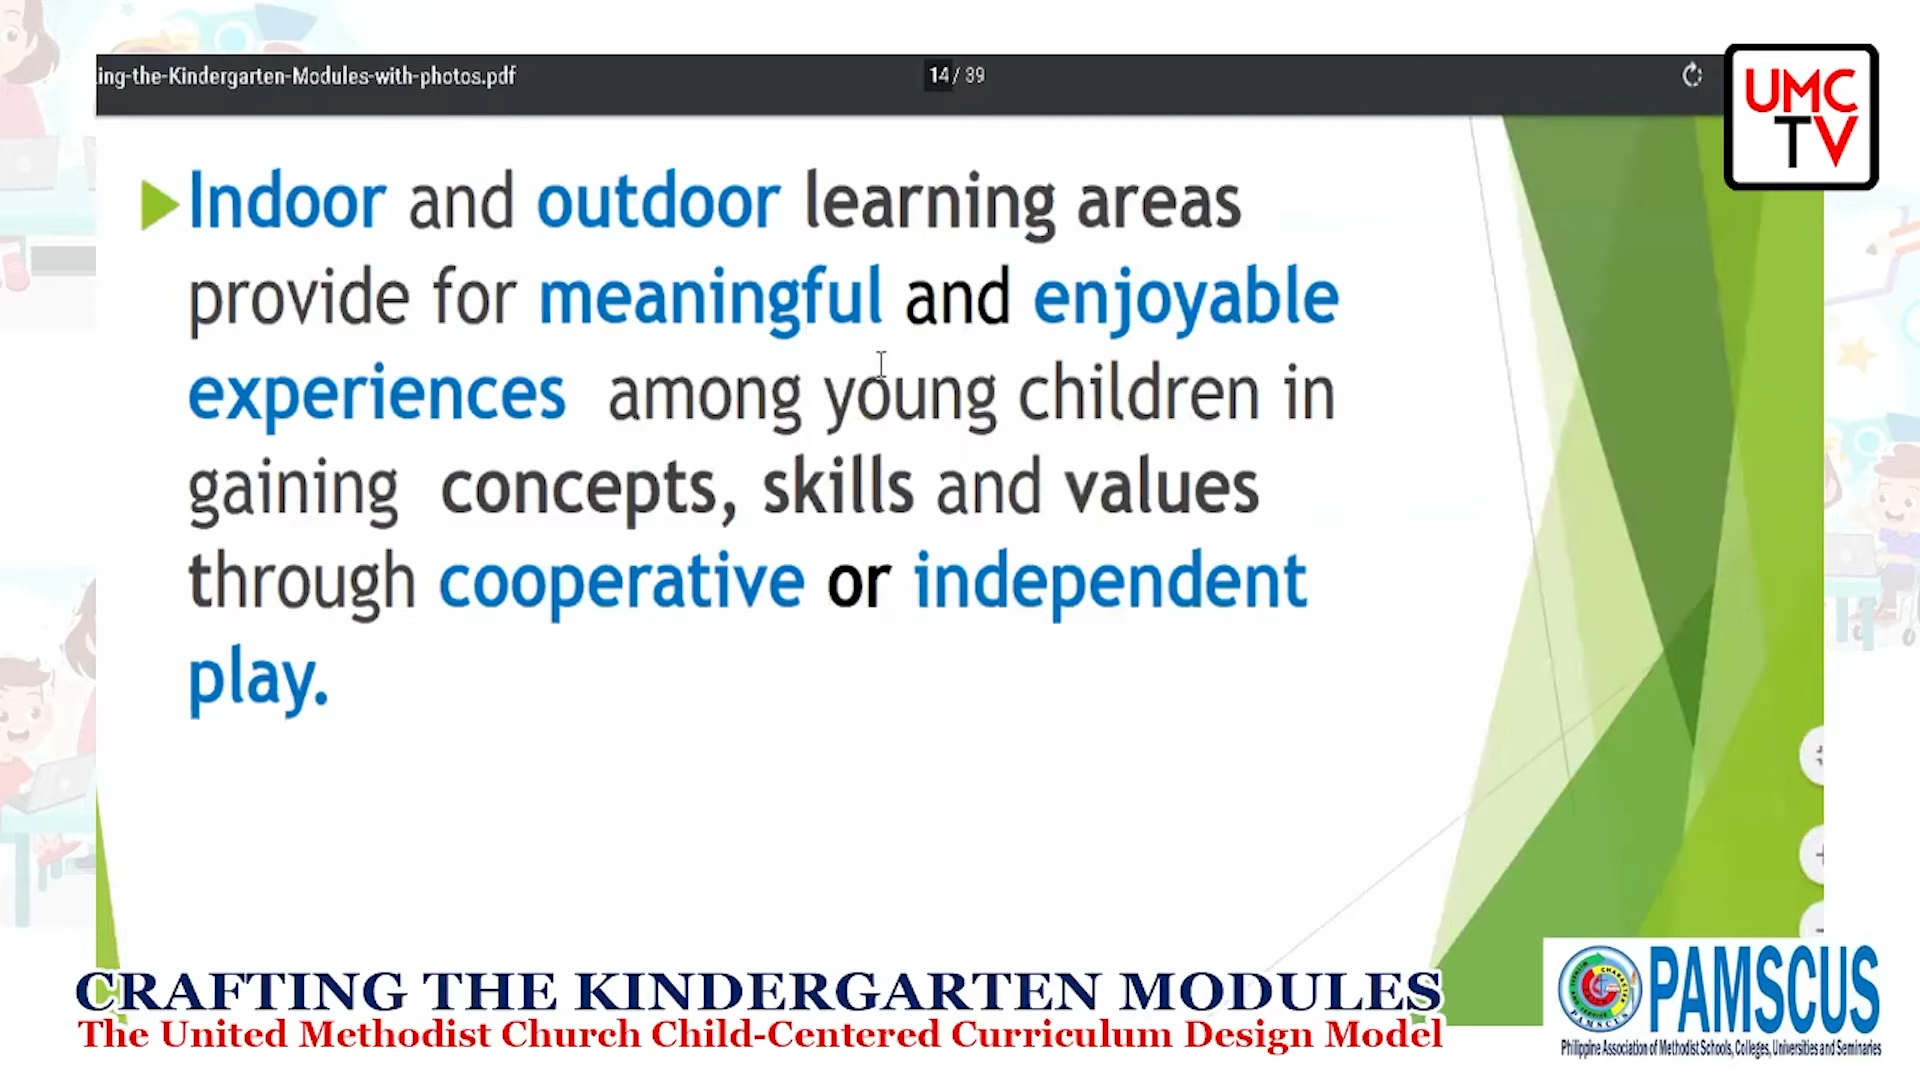 ing-the-Kindergarten-Modules-with-photos.pdf
14 / 39
UMC
TV
Indoor and outdoor learning areas
provide for meaningful and enjoyable
experiences among young children in
gaining concepts, skills and values
through cooperative or independent
play.
CRAFTING THE KINDERGARTEN MODULES
The United Methodist Church Child-Centered Curriculum Design Model
PAMSCUS
Philippine Association of Methodist Schools, Colleges, Universities and Seminaries